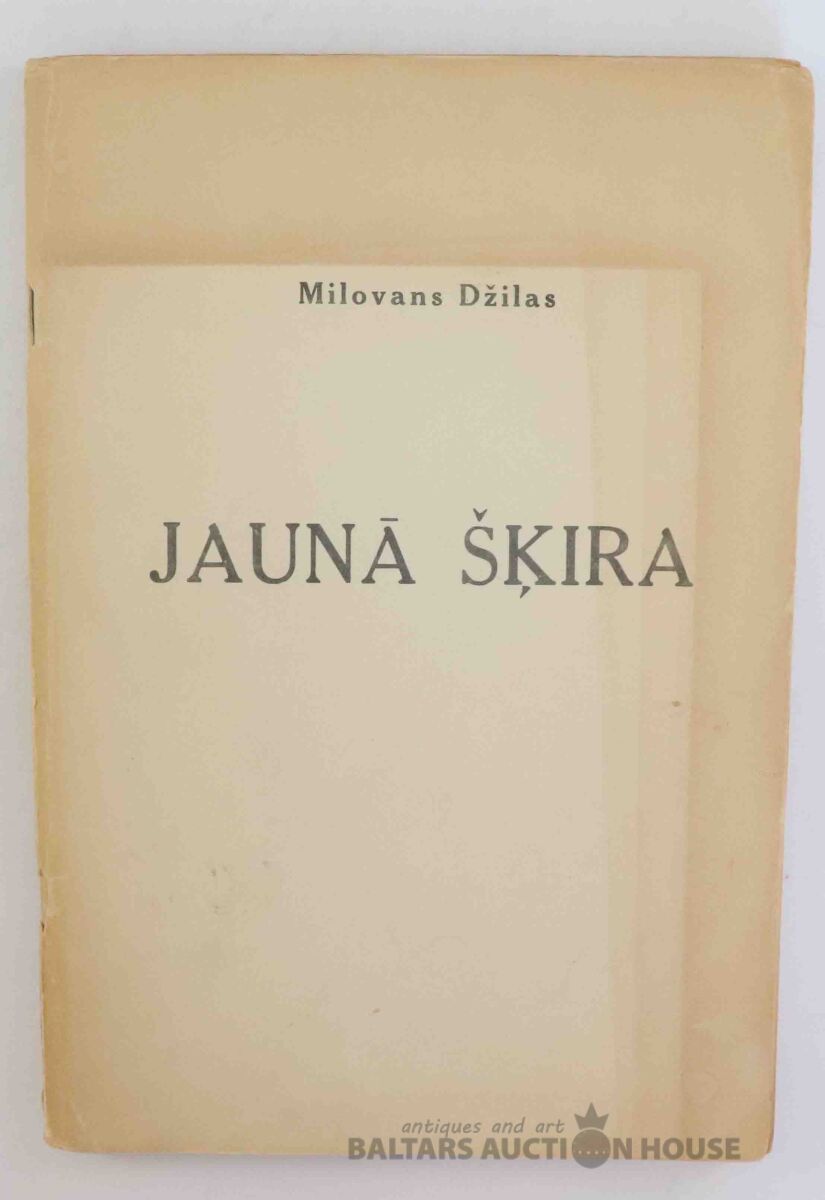 Milovans Džilas
JAUNĀ ŠĶIRA
antiques and art
BALTARS AUCTION HOUSE